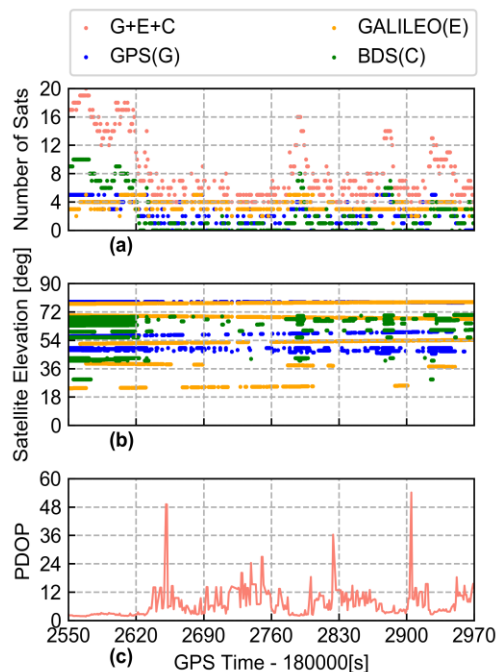 G+E+C GALILEO(E)
GPS(G) BDS(C)
Number of Sats
20
16
12
8
4
0
(a)
Satellite Elevation [deg]
90
72
54
36
18
0
(b)
PDOP
60
48
36
24
12
0
2550 2620 2690 2760 2830 2900 2970
(c) GPS Time - 180000[s]